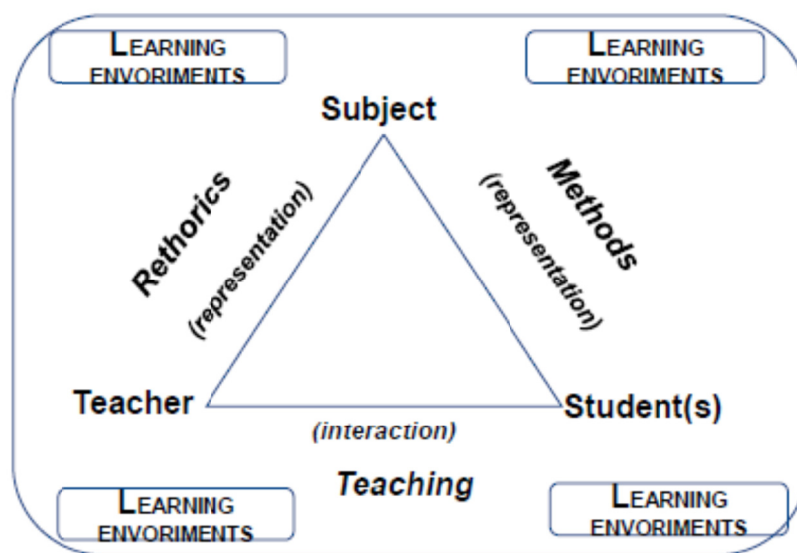 LEARNING
ENVORIMENTS
LEARNING
ENVORIMENTS
Subject
Rethorics
(representation)
(representation)
Methods
Teacher
Student(s)
(interaction)
Teaching
LEARNING
ENVORIMENTS
LEARNING
ENVORIMENTS